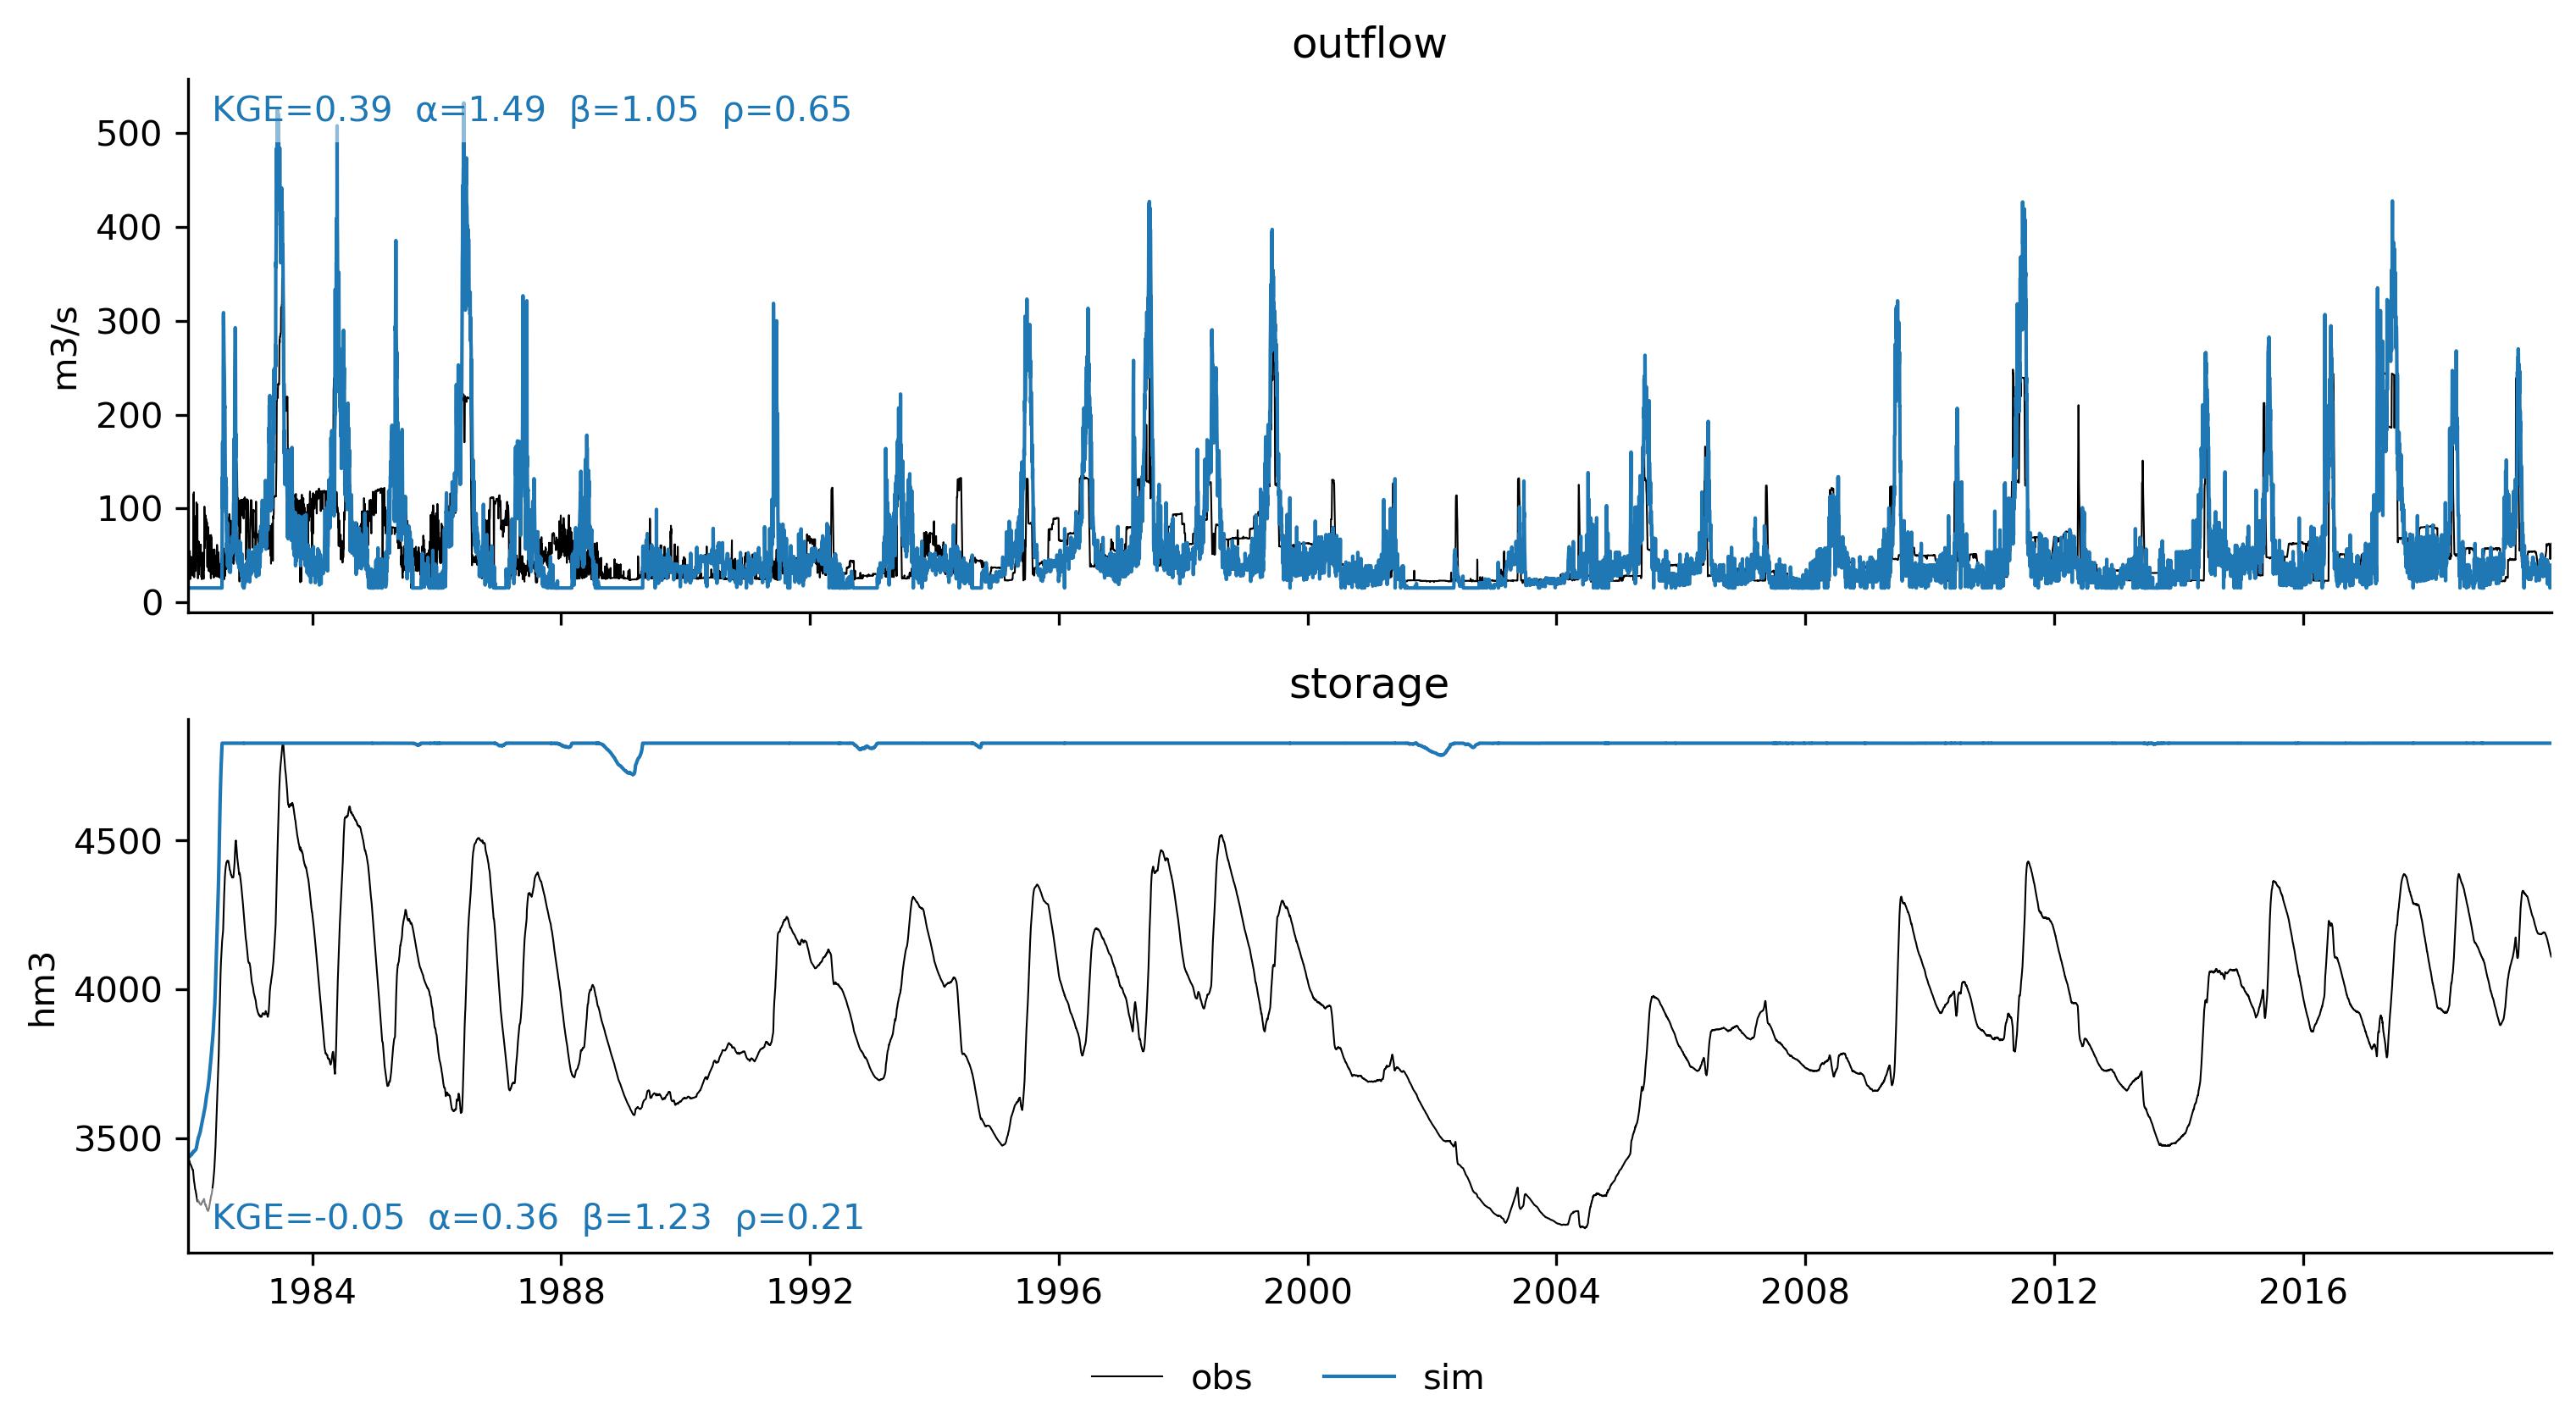 outflow
KGE=0.39 α=1.49 β=1.05 ρ=0.65
500
400
300
200
100
0
m3/s
storage
4500
4000
3500
hm3
KGE=-0.05 α=0.36 β=1.23 ρ=0.21
1984 1988 1992 1996 2000 2004 2008 2012 2016
obs sim